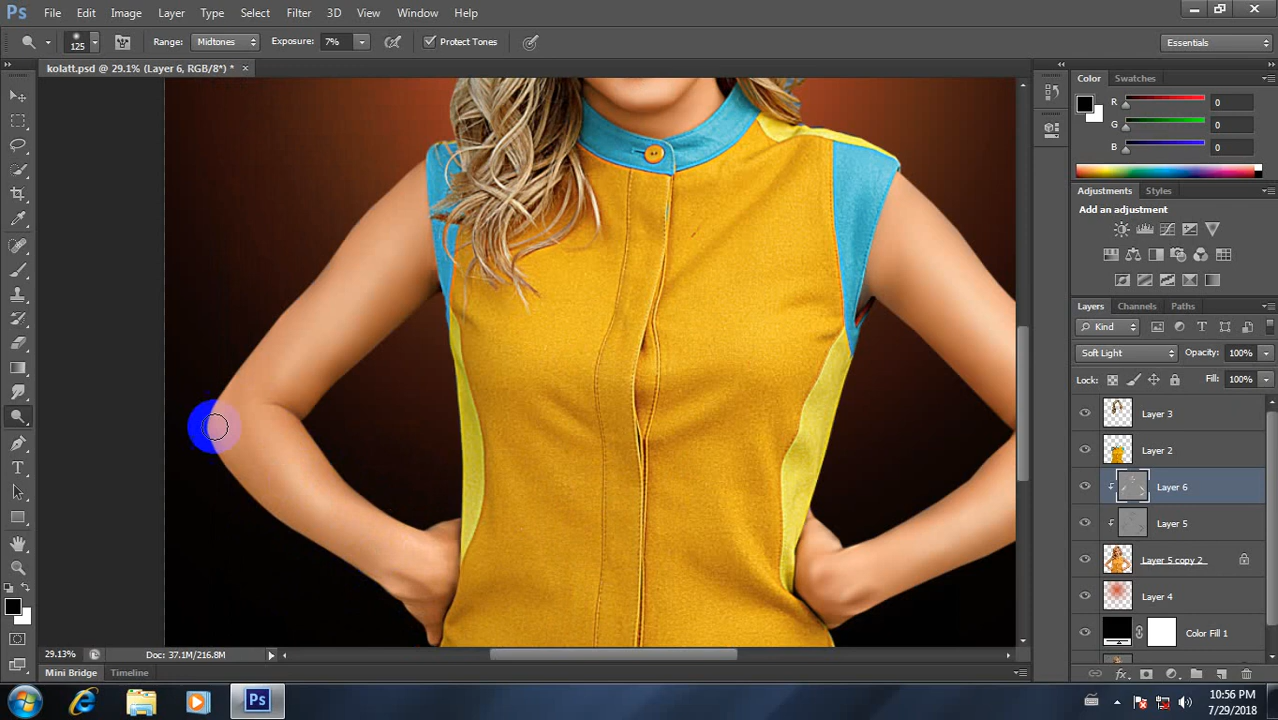 Ps File Edit Image Layer Type Select Filter 3D View Window Help
125 Range: Midtones Exposure: 7% Protect Tones Essentials
kolatt.psd @ 29.1% (Layer 6, RGB/8*) * ×
Color Swatches
R 0
G 0
B 0
Adjustments Styles
Add an adjustment
Layers Channels Paths
Kind
Soft Light Opacity: 100%
Lock: Fill: 100%
Layer 3
Layer 2
Layer 6
Layer 5
Layer 5 copy 2
Layer 4
Color Fill 1
29.13% Doc: 37.1M/216.8M
Mini Bridge Timeline
Ps 10:56 PM
7/29/2018